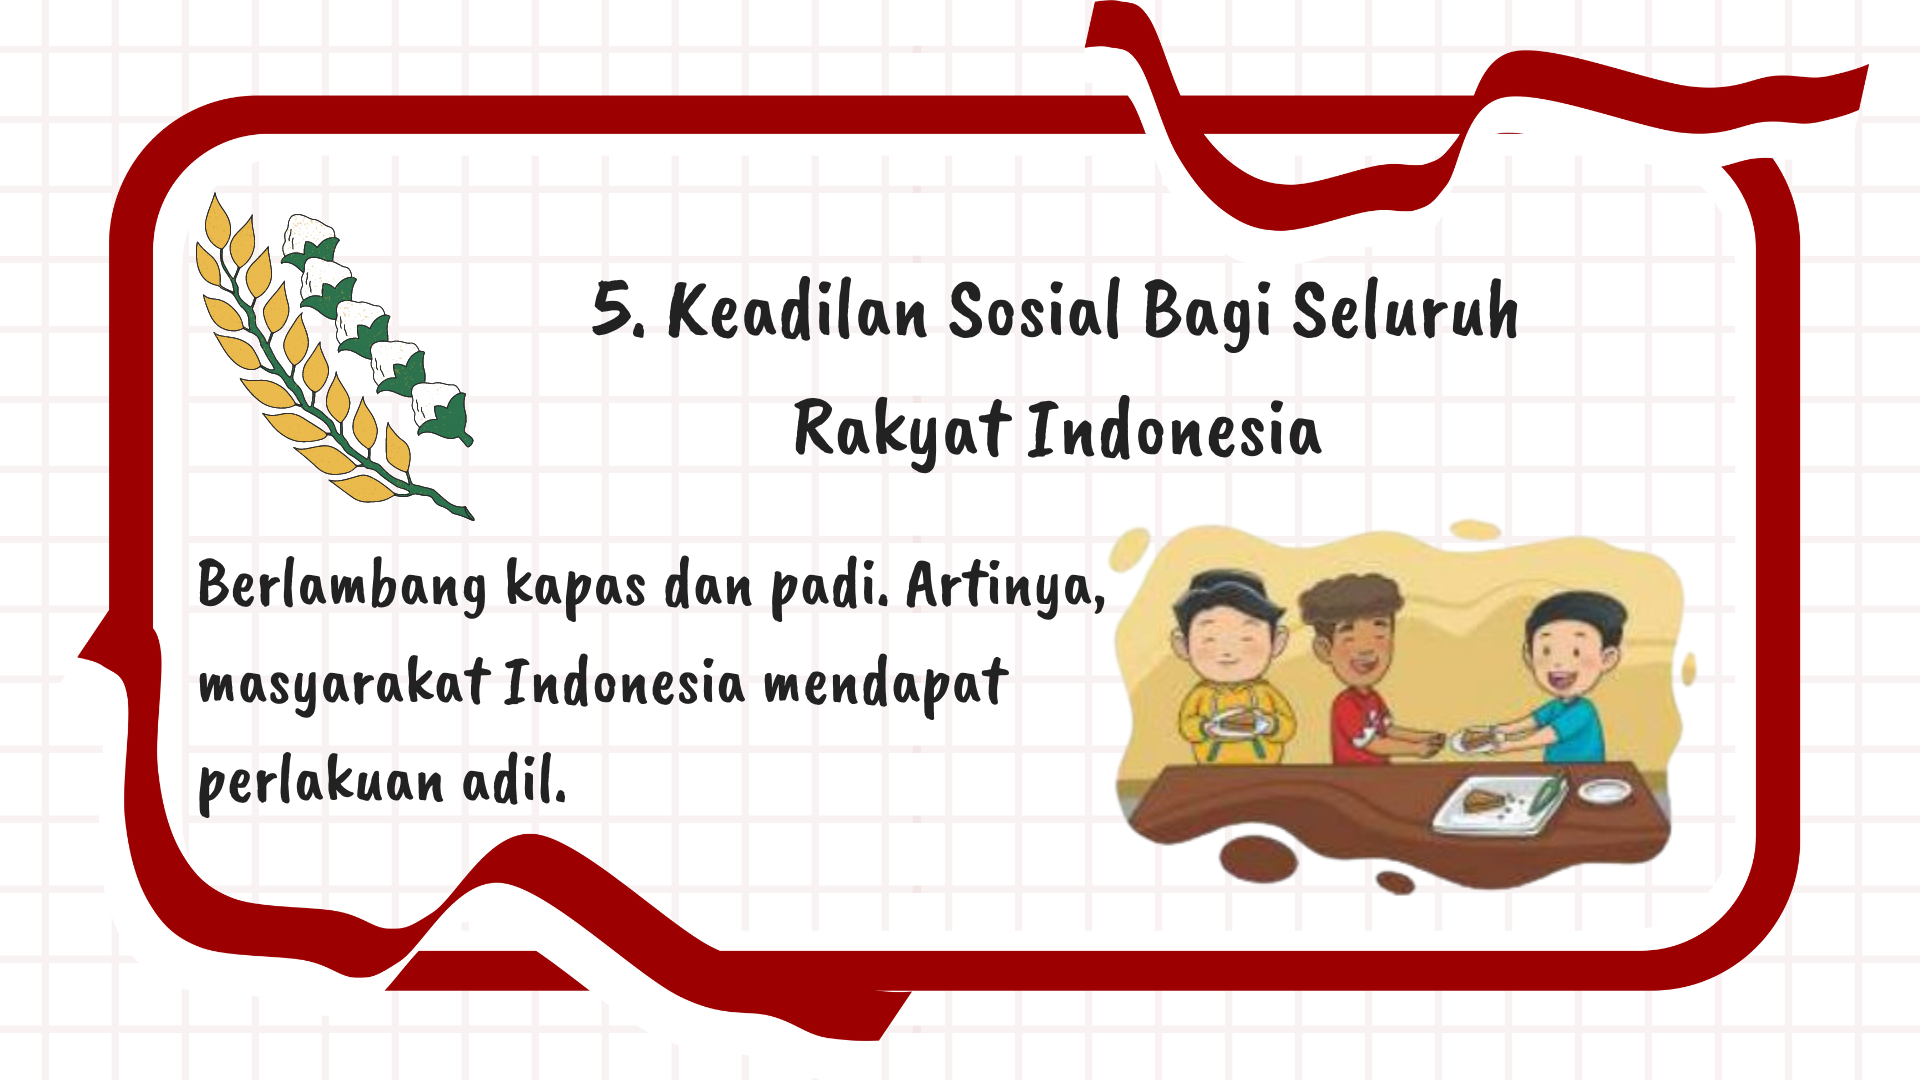 5. Keadilan Sosial Bagi Seluruh
Rakyat Indonesia
Berlambang kapas dan padi. Artinya,
masyarakat Indonesia mendapat
perlakuan adil.